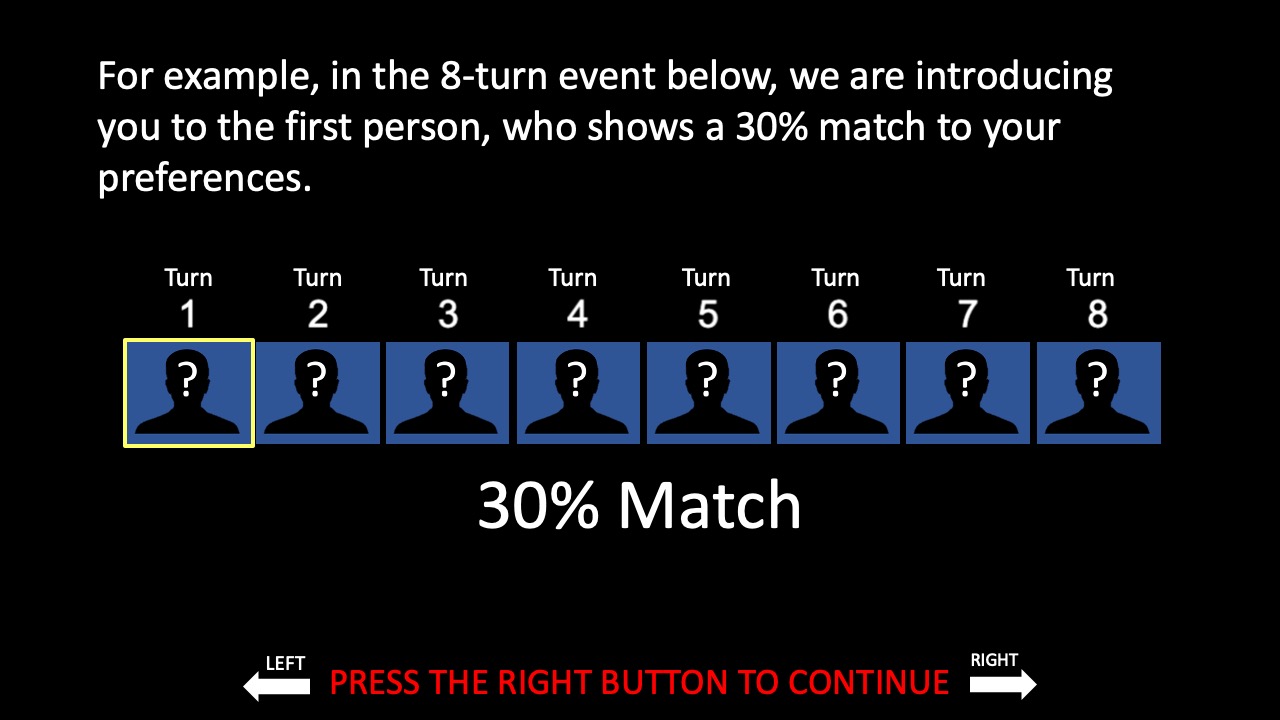 For example, in the 8-turn event below, we are introducing
you to the first person, who shows a 30% match to your
preferences.
Turn Turn Turn Turn Turn Turn Turn Turn
1 2 3 4 5 6 7 8
? ? ? ? ? ? ? ?
30% Match
LEFT PRESS THE RIGHT BUTTON TO CONTINUE RIGHT